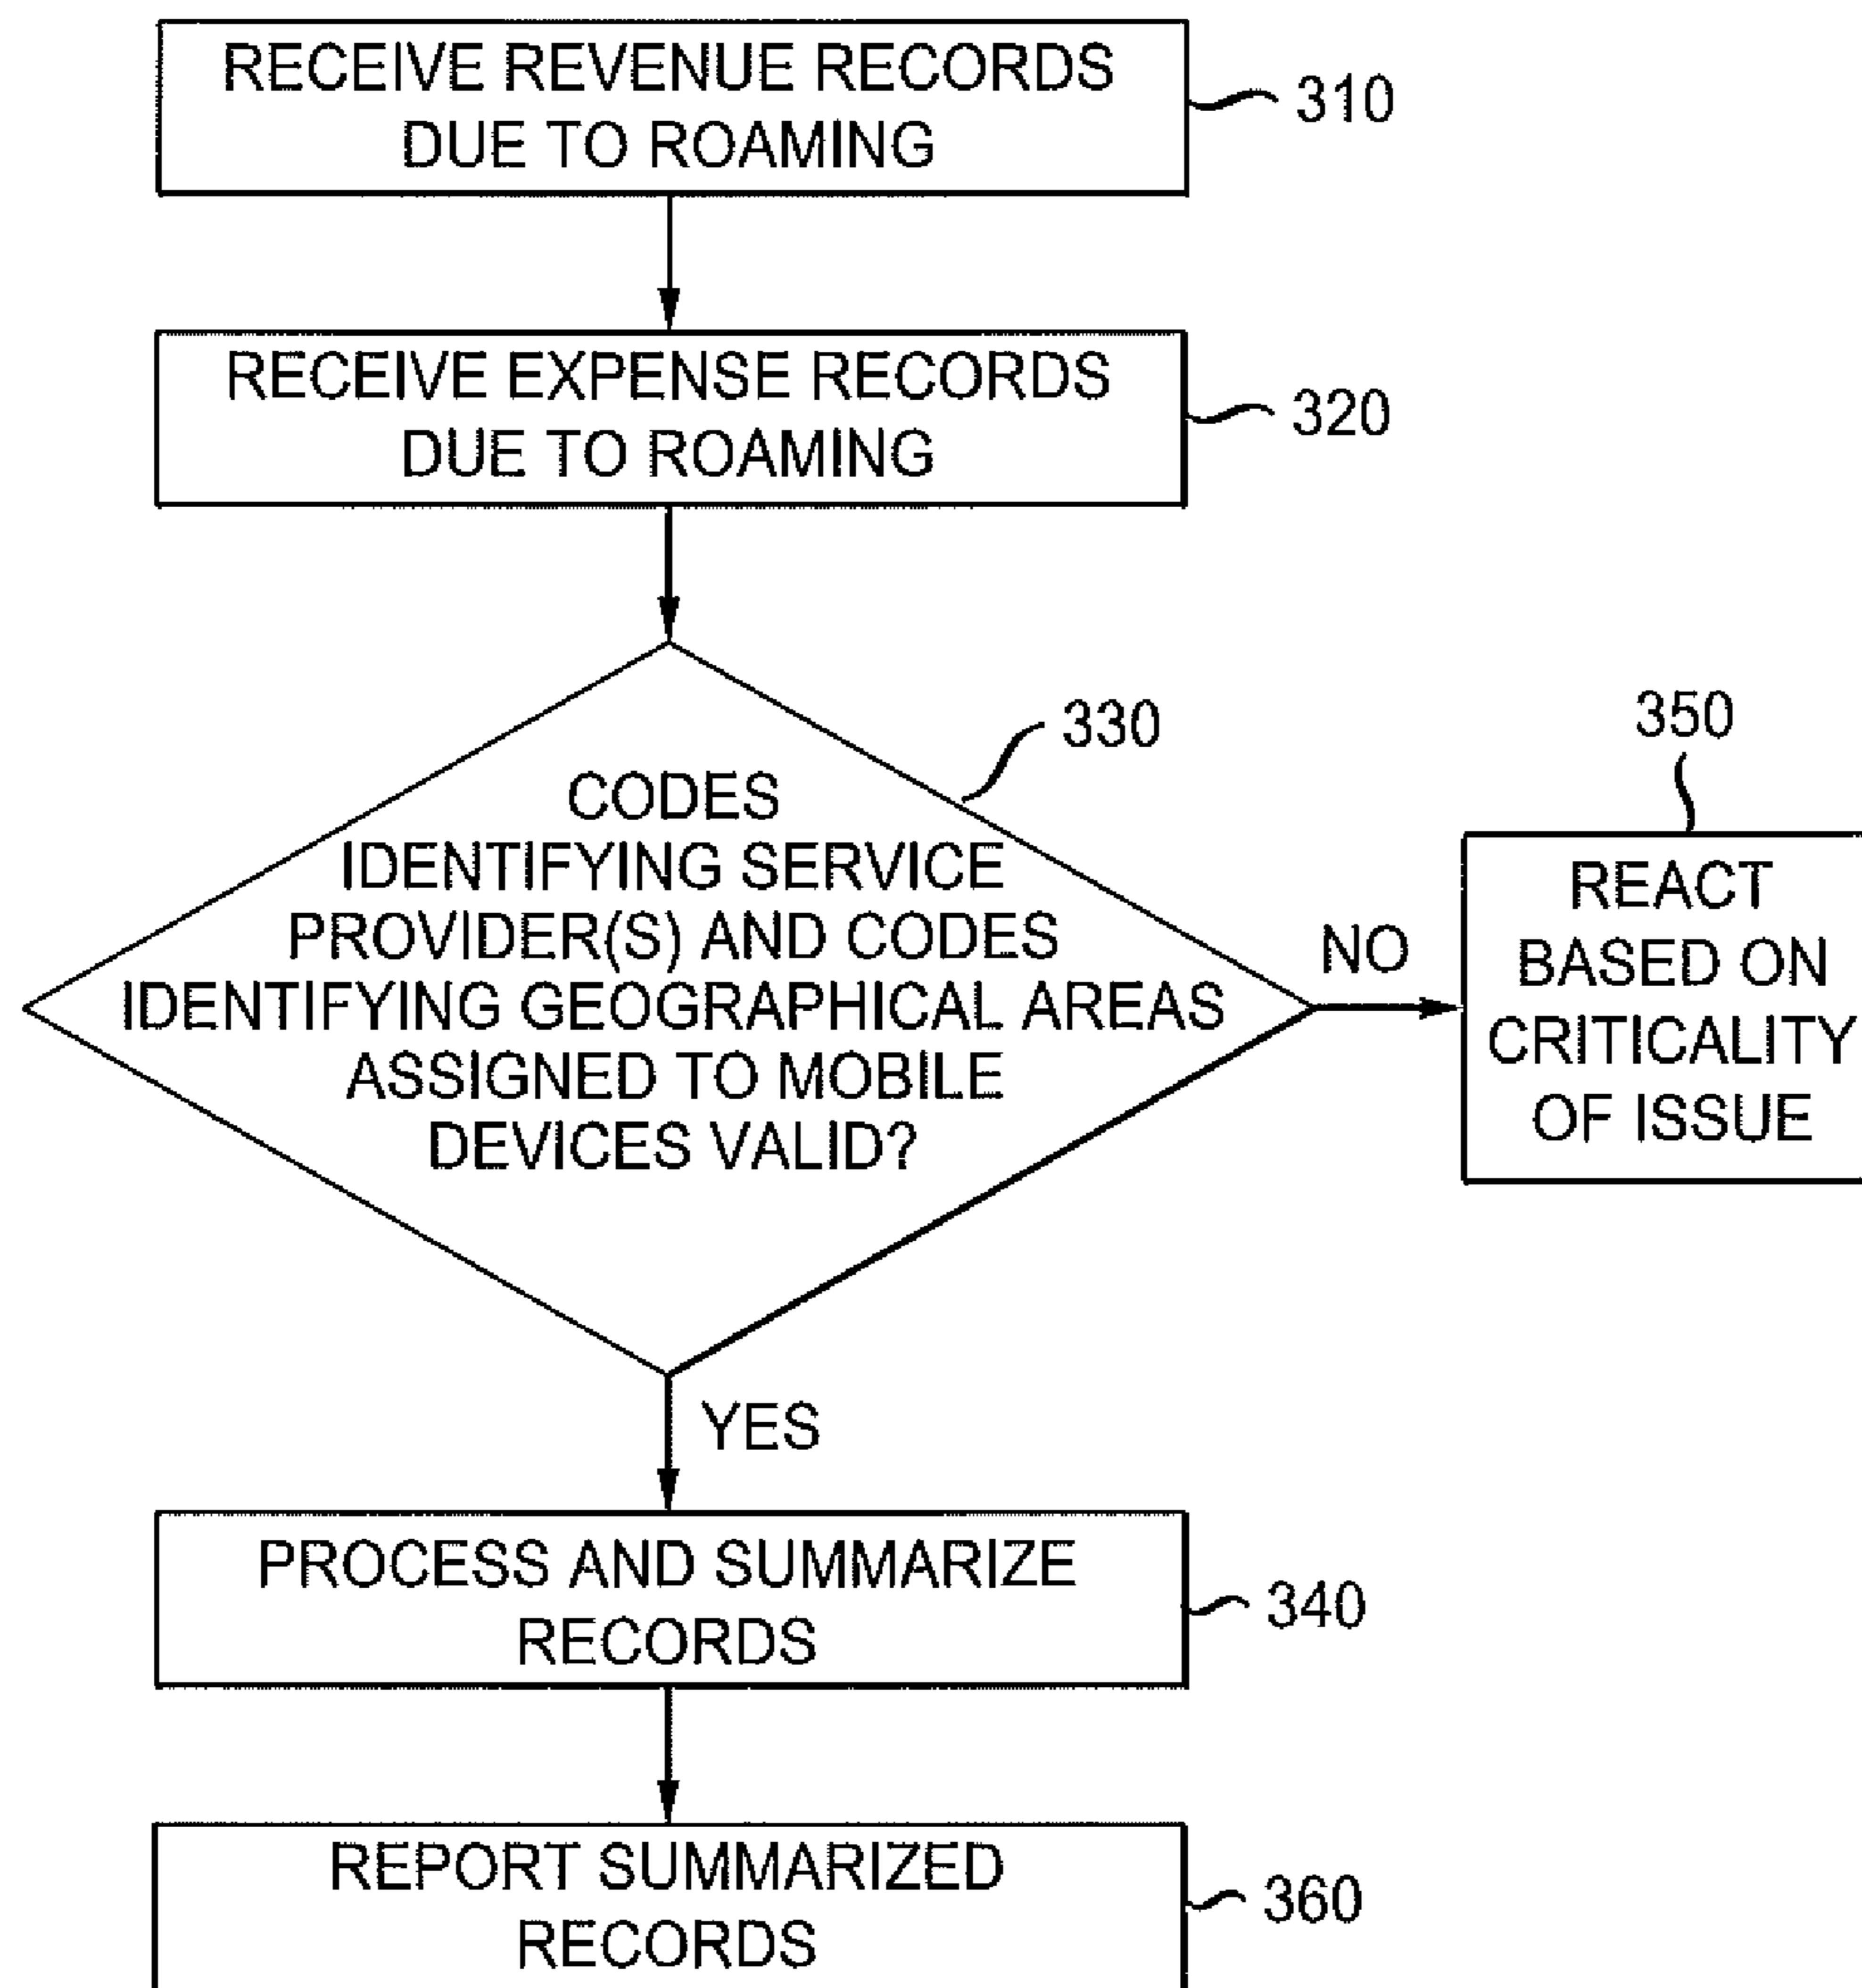 RECEIVE REVENUE RECORDS
DUE TO ROAMING
310
RECEIVE EXPENSE RECORDS
DUE TO ROAMING
320
330
CODES
IDENTIFYING SERVICE
PROVIDER(S) AND CODES
IDENTIFYING GEOGRAPHICAL AREAS
ASSIGNED TO MOBILE
DEVICES VALID?
NO
350
REACT
BASED ON
CRITICALITY
OF ISSUE
YES
PROCESS AND SUMMARIZE
RECORDS
340
REPORT SUMMARIZED
RECORDS
360